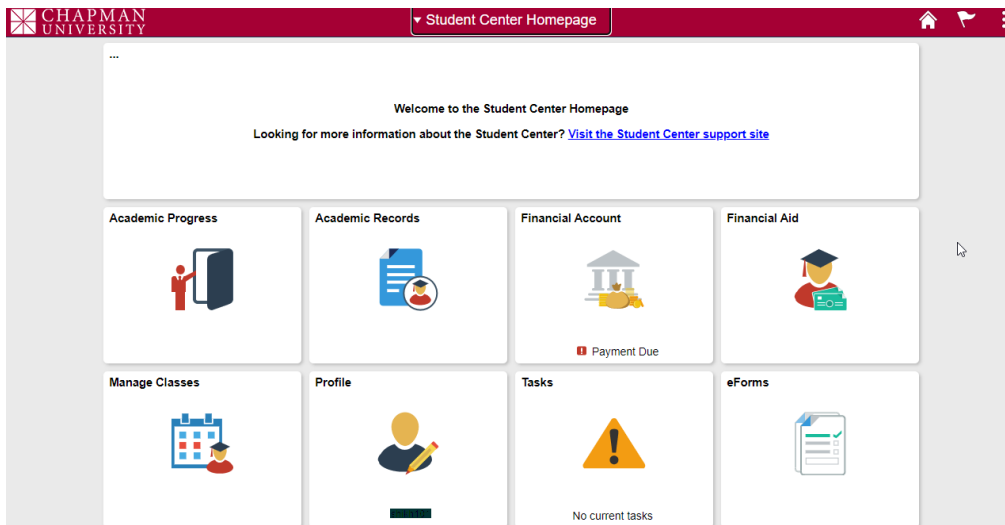 CHAPMAN
UNIVERSITY
Student Center Homepage
...
Welcome to the Student Center Homepage
Looking for more information about the Student Center? Visit the Student Center support site
Academic Progress
Academic Records
Financial Account
Payment Due
Financial Aid
Manage Classes
Profile
Tasks
No current tasks
eForms